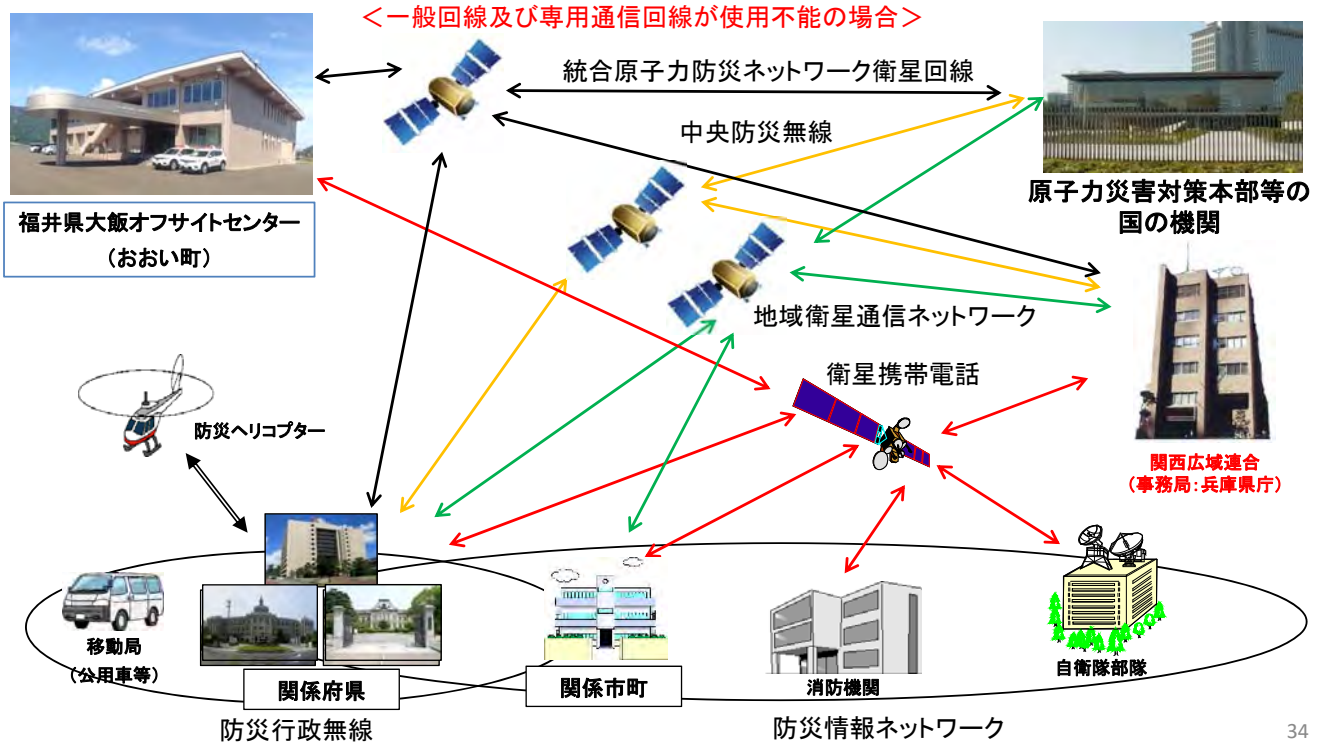 ＜一般回線及び専用通信回線が使用不能の場合＞
統合原子力防災ネットワーク衛星回線
中央防災無線
原子力災害対策本部等の
国の機関
福井県大飯オフサイトセンター
（おおい町）
地域衛星通信ネットワーク
衛星携帯電話
防災ヘリコプター
関西広域連合
（事務局：兵庫県庁）
移動局
（公用車等）
関係府県
関係市町
消防機関
自衛隊部隊
防災行政無線
防災情報ネットワーク
34